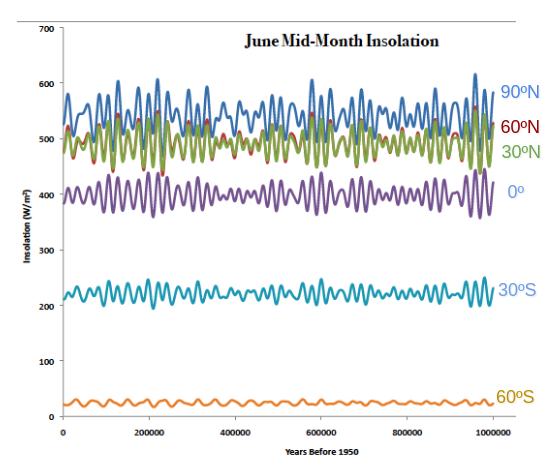 June Mid-Month Insolation
700
600
500
400
300
200
100
0
Insolation (W/m²)
90ºN
60ºN
30ºN
0º
30ºS
60ºS
0
200000
400000
600000
800000
1000000
Years Before 1950